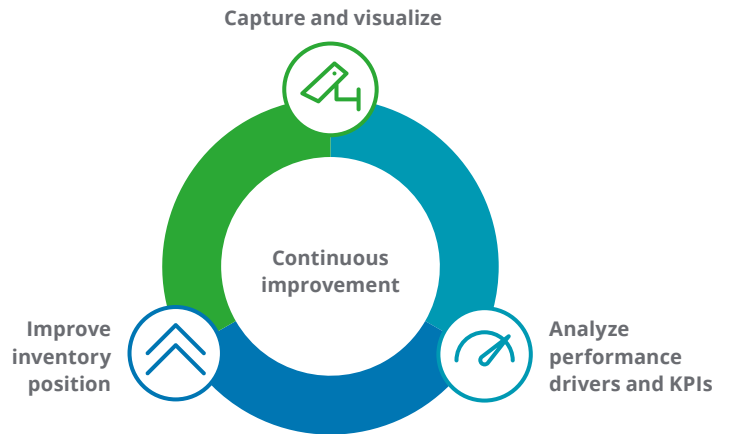 Capture and visualize
Continuous
improvement
Improve
inventory
position
Analyze
performance
drivers and KPIs